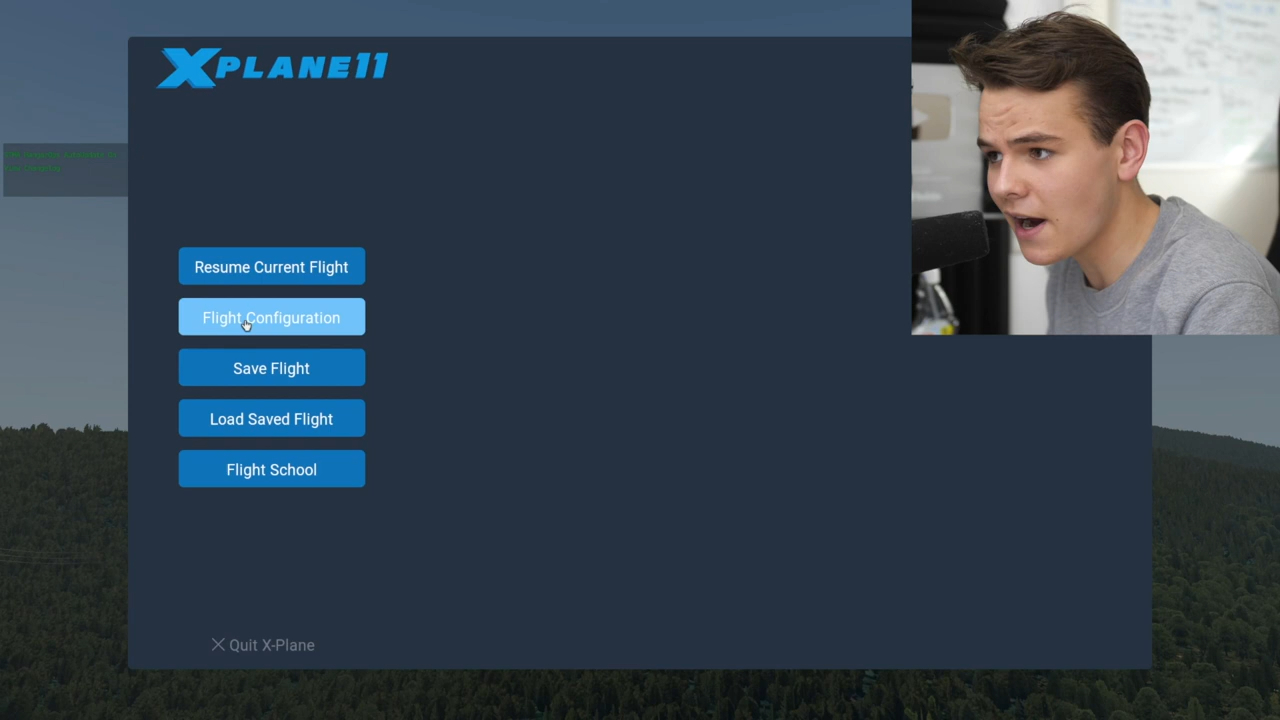 XPLANE11
Resume Current Flight
Flight Configuration
Save Flight
Load Saved Flight
Flight School
Quit X-Plane